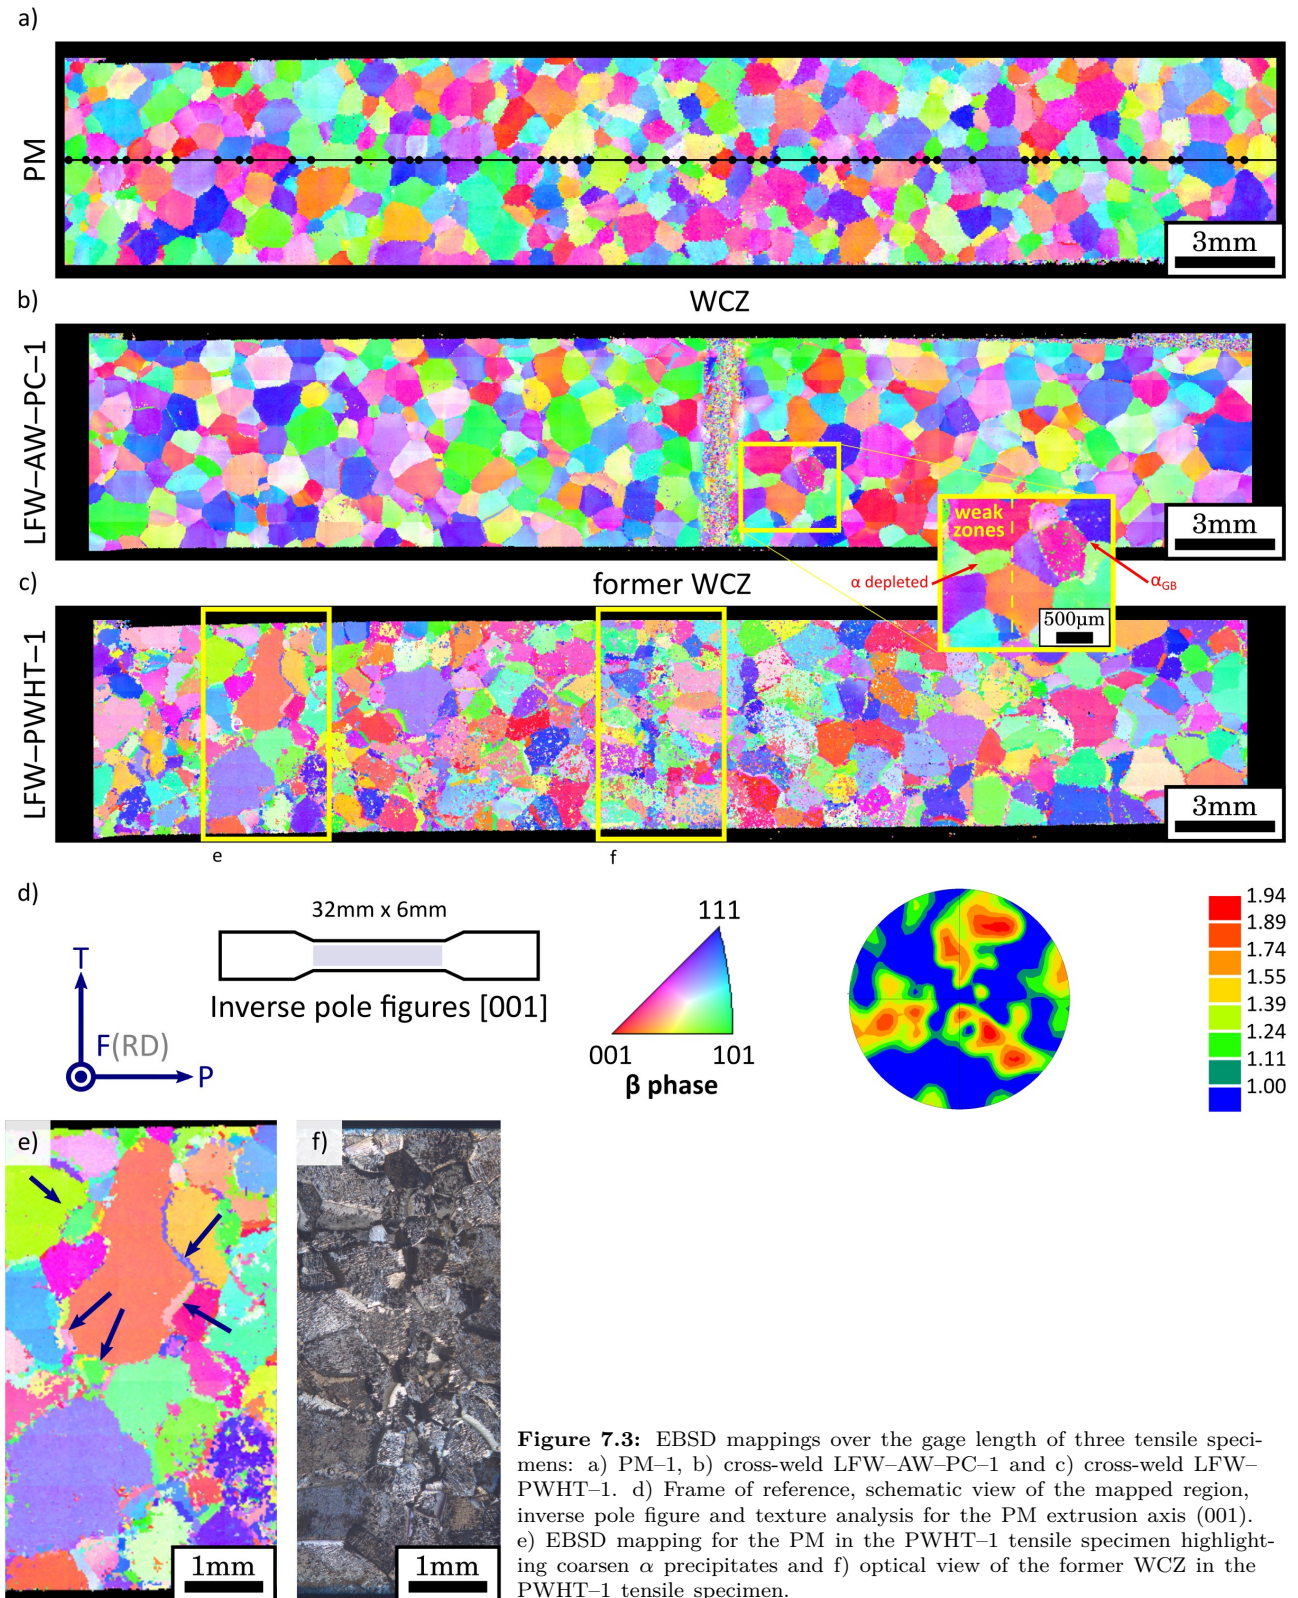 a)
PM
3mm
b)
WCZ
LFW–AW–PC–1
weak
zones
α depleted
αGB
500μm
3mm
c)
former WCZ
LFW–PWHT–1
e
3mm
e
f
d)
T
F(RD)
P
32mm x 6mm
Inverse pole figures [001]
111
001
101
β phase
1.94
1.89
1.74
1.55
1.39
1.24
1.11
1.00
e)
1mm
f)
1mm
Figure 7.3: EBSD mappings over the gage length of three tensile speci-
mens: a) PM–1, b) cross-weld LFW–AW–PC–1 and c) cross-weld LFW–
PWHT–1. d) Frame of reference, schematic view of the mapped region,
inverse pole figure and texture analysis for the PM extrusion axis (001).
e) EBSD mapping for the PM in the PWHT–1 tensile specimen highlight-
ing coarsen α precipitates and f) optical view of the former WCZ in the
PWHT–1 tensile specimen.